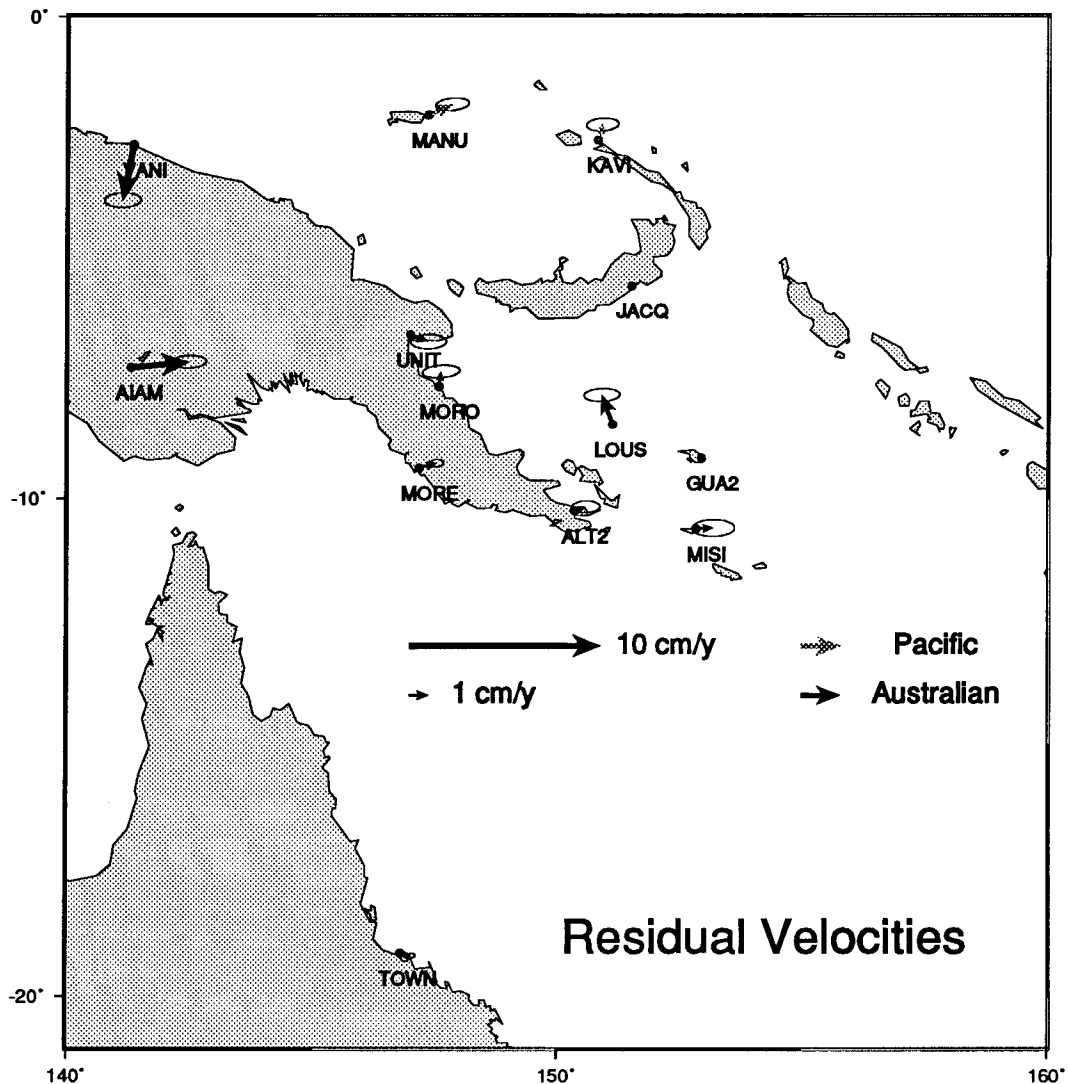 0°
MANU
KAVI
VANI
JACQ
UNIT
AIAM
MORO
LOUS
GUA2
MORE
-10°
ALT2
MISI
10 cm/y
Pacific
1 cm/y
Australian
Residual Velocities
TOWN
-20°
140°
150°
160°